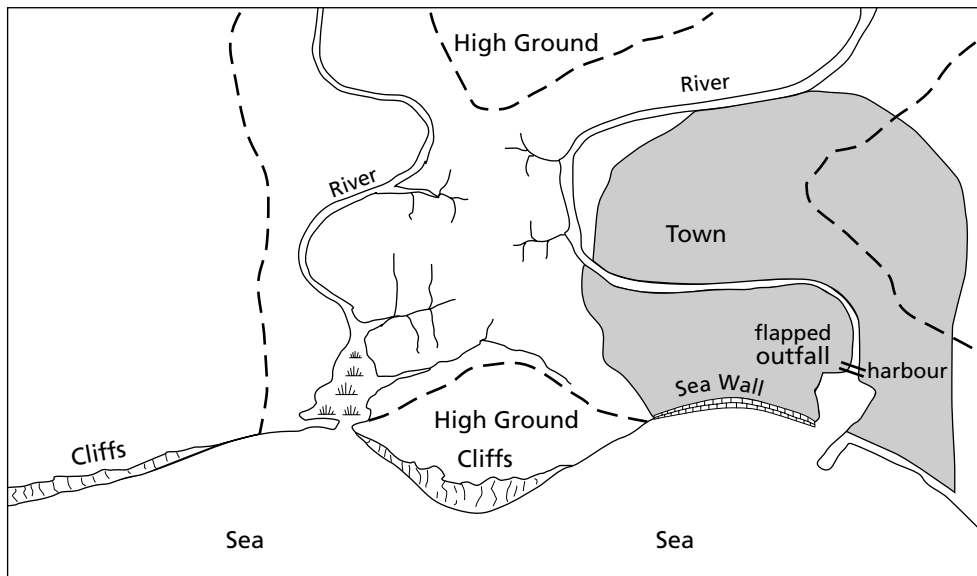 High Ground
River
River
Town
flapped
outfall
harbour
Sea Wall
High Ground
Cliffs
Cliffs
Sea
Sea